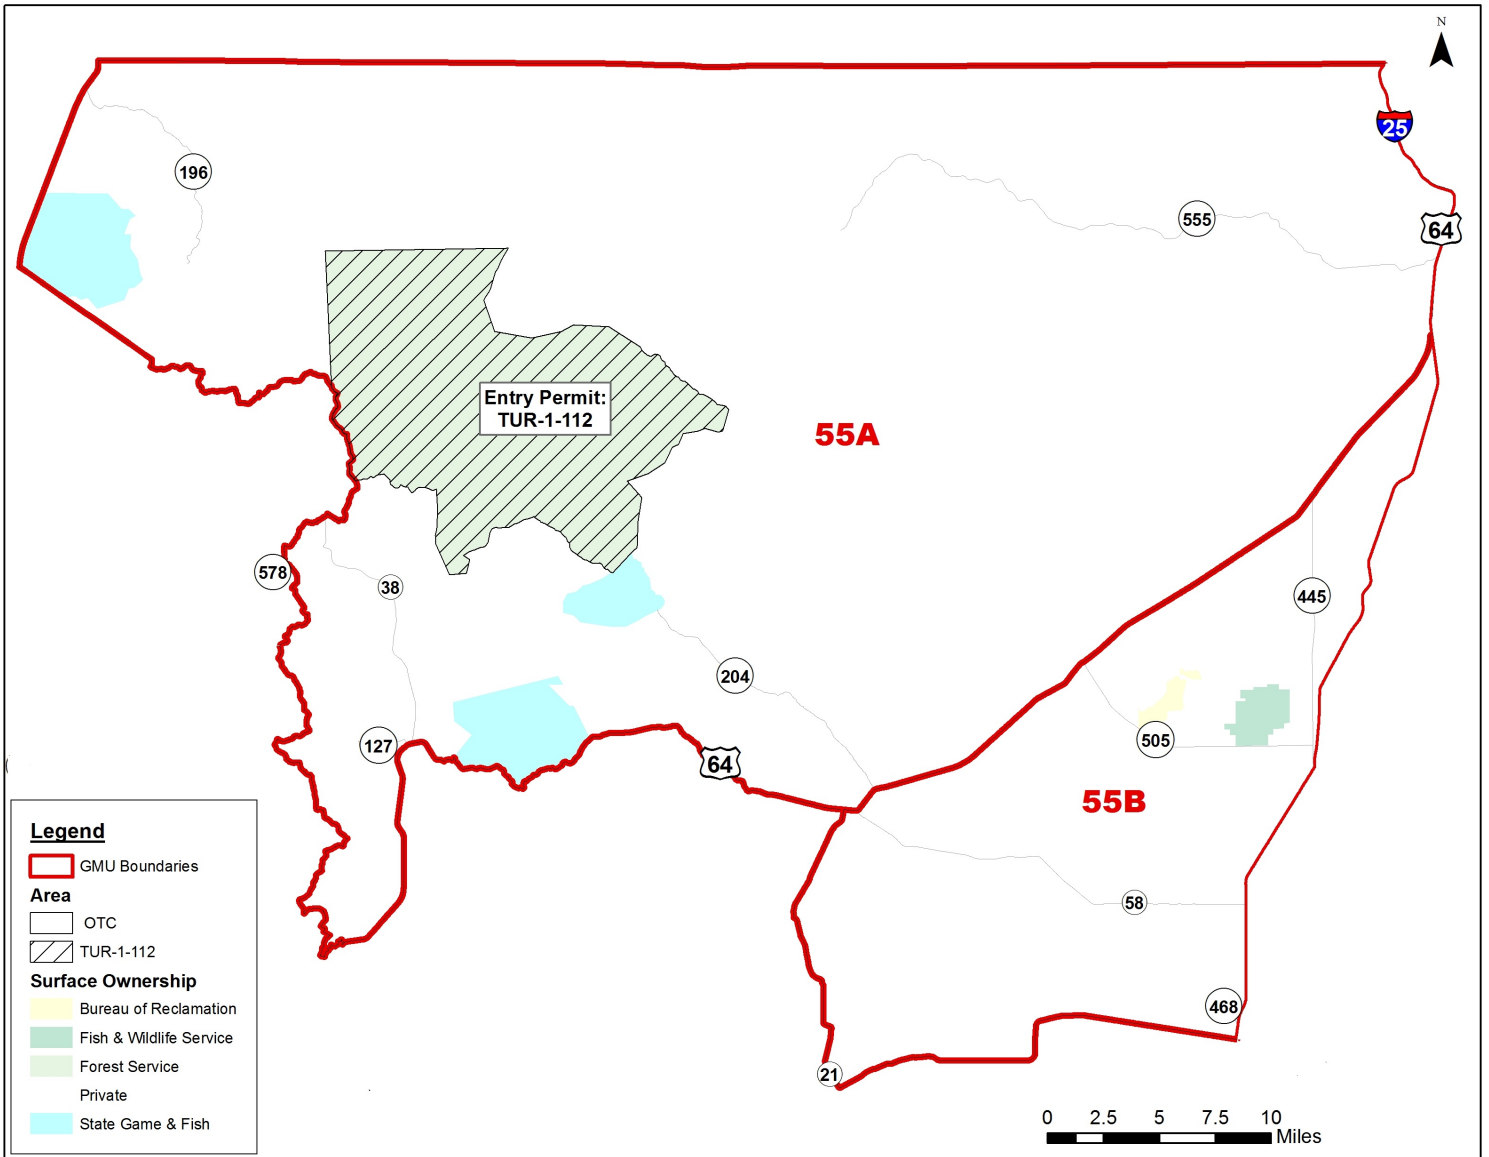 N
25
196
555
64
Entry Permit:
TUR-1-112
55A
578
38
445
204
505
127
64
55B
58
468
21
Legend
GMU Boundaries
Area
OTC
TUR-1-112
Surface Ownership
Bureau of Reclamation
Fish & Wildlife Service
Forest Service
Private
State Game & Fish
0 2.5 5 7.5 10
Miles